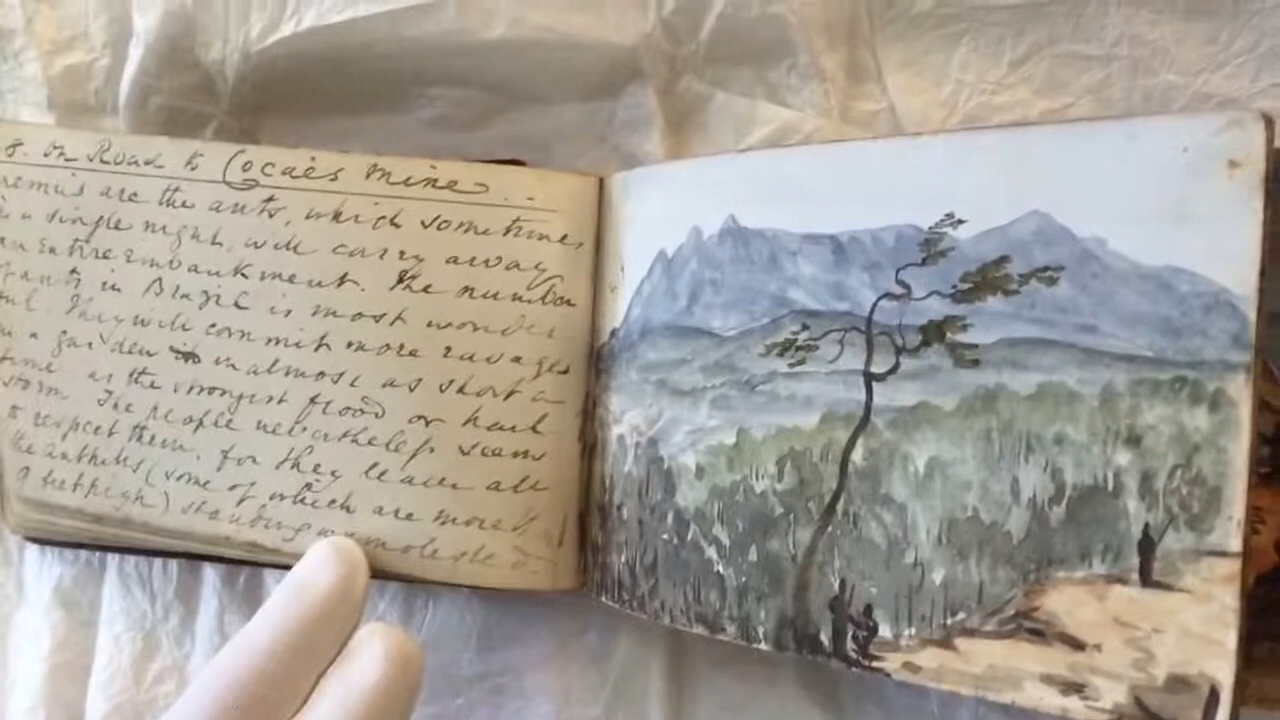 8. on Road to Cocaës Mine
are the ants, which sometimes
in a single night, will carry away
an entire embankment. The number
of ants in Brazil is most wonder
ful. They will commit more ravages
in a garden in almost as short a
time as the strongest flood or hail
storm. The people nevertheless seem
to respect them, for they leave all
the anthills (some of which are more
9 feet high) standing unmolested.